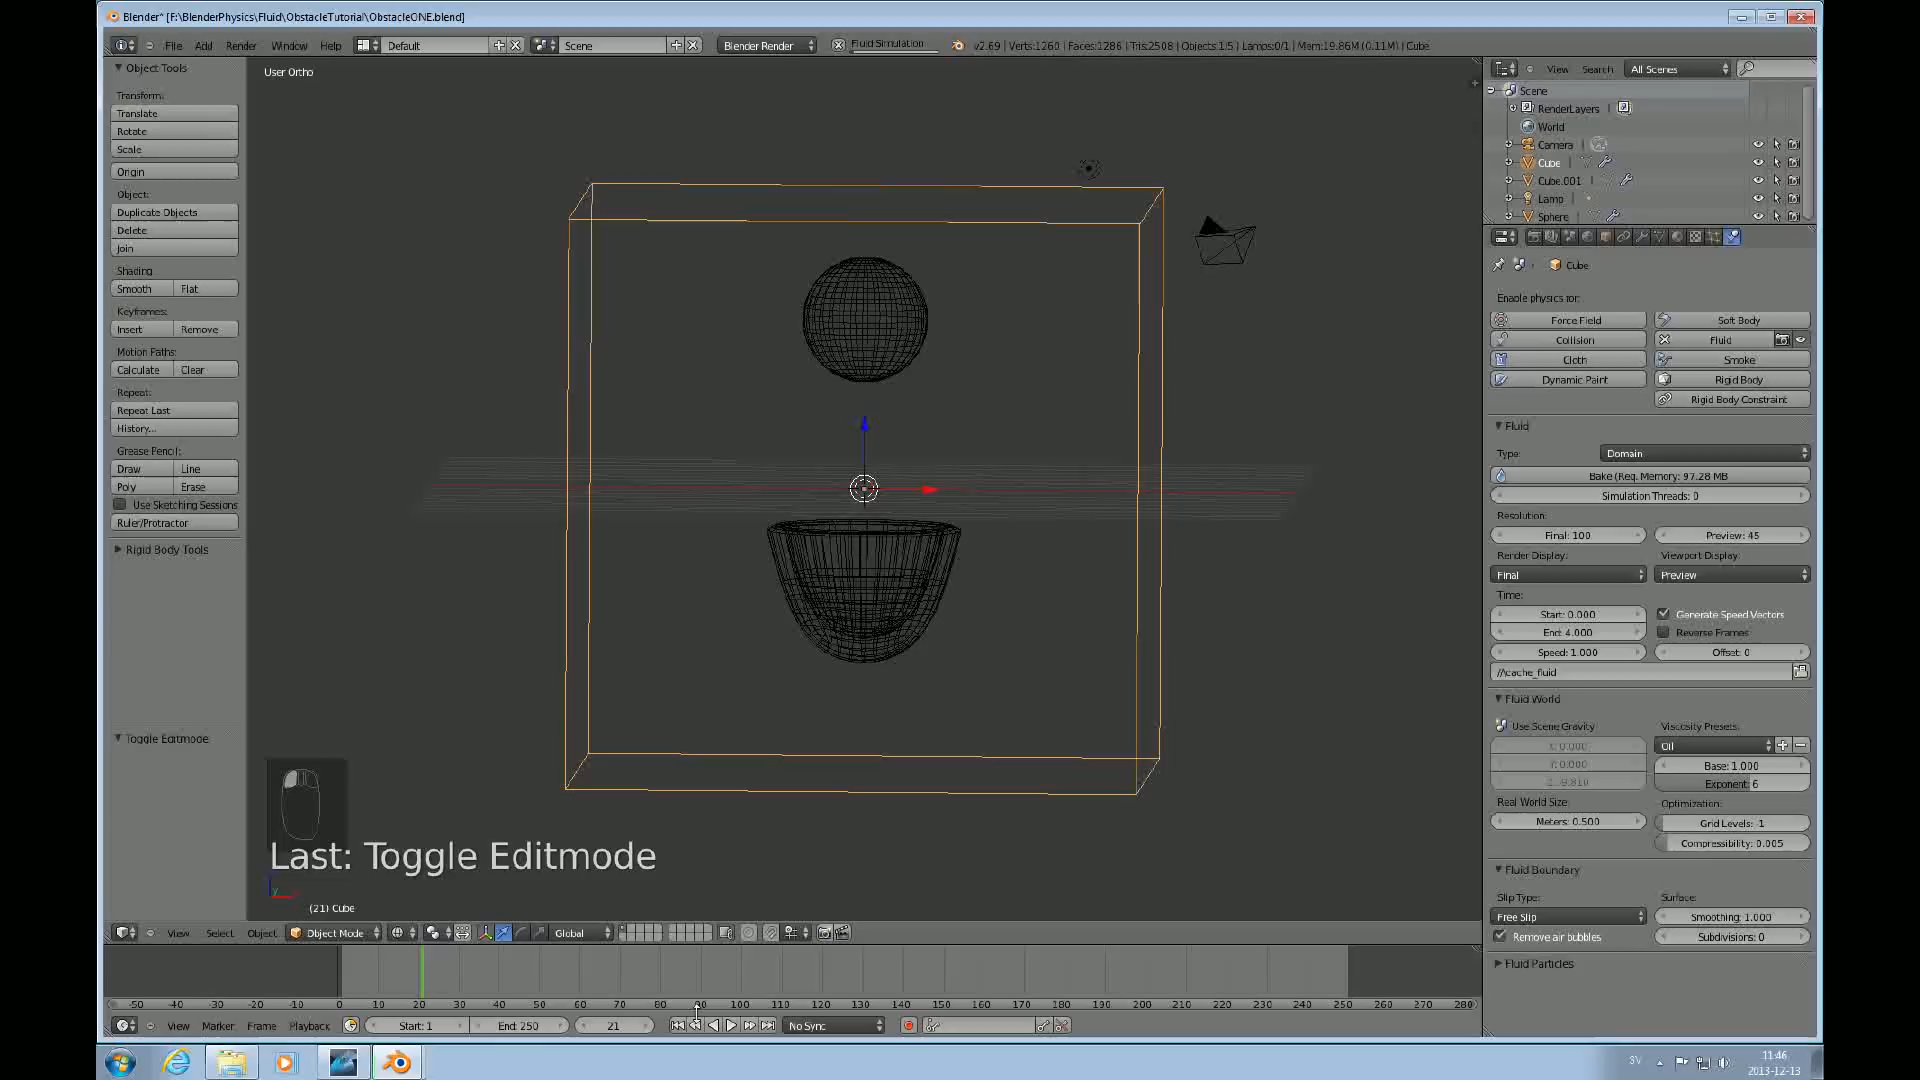 Blender* [F:\BlenderPhysics\Fluid\ObstacleTutorial\ObstacleONE.blend]
File Add Render Window Help Default Scene Blender Render Fluid Simulation v2.69 | Verts:1260 | Faces:1286 | Tris:2508 | Objects:1/5 | Lamps:0/1 | Mem:19.86M (0.11M) | Cube
Object Tools
Transform:
Translate
Rotate
Scale
Origin
Object:
Duplicate Objects
Delete
Join
Shading
Smooth Flat
Keyframes:
Insert Remove
Motion Paths:
Calculate Clear
Repeat:
Repeat Last
History...
Grease Pencil:
Draw Line
Poly Erase
Use Sketching Sessions
Ruler/Protractor
Rigid Body Tools
Toggle Editmode
User Ortho
Last: Toggle Editmode
y
(21) Cube
View Search All Scenes
Scene
RenderLayers
World
Camera
Cube
Cube.001
Lamp
Sphere
Cube
Enable physics for:
Force Field Soft Body
Collision Fluid
Cloth Smoke
Dynamic Paint Rigid Body
Rigid Body Constraint
Fluid
Type: Domain
Bake (Req. Memory: 97.28 MB
Simulation Threads: 0
Resolution:
Final: 100 Preview: 45
Render Display: Viewport Display:
Final Preview
Time:
Start: 0.000 Generate Speed Vectors
End: 4.000 Reverse Frames
Speed: 1.000 Offset: 0
//cache_fluid
Fluid World
Use Scene Gravity Viscosity Presets:
X: 0.000 Oil
Y: 0.000 Base: 1.000
Z: -9.810 Exponent: 6
Real World Size: Optimization:
Meters: 0.500 Grid Levels: -1
Compressibility: 0.005
Fluid Boundary
Slip Type: Surface:
Free Slip Smoothing: 1.000
Remove air bubbles Subdivisions: 0
Fluid Particles
View Select Object Object Mode Global
-50 -40 -30 -20 -10 0 10 20 30 40 50 60 70 80 90 100 110 120 130 140 150 160 170 180 190 200 210 220 230 240 250 260 270 280
View Marker Frame Playback Start: 1 End: 250 21 No Sync
SV 11:46
2013-12-13